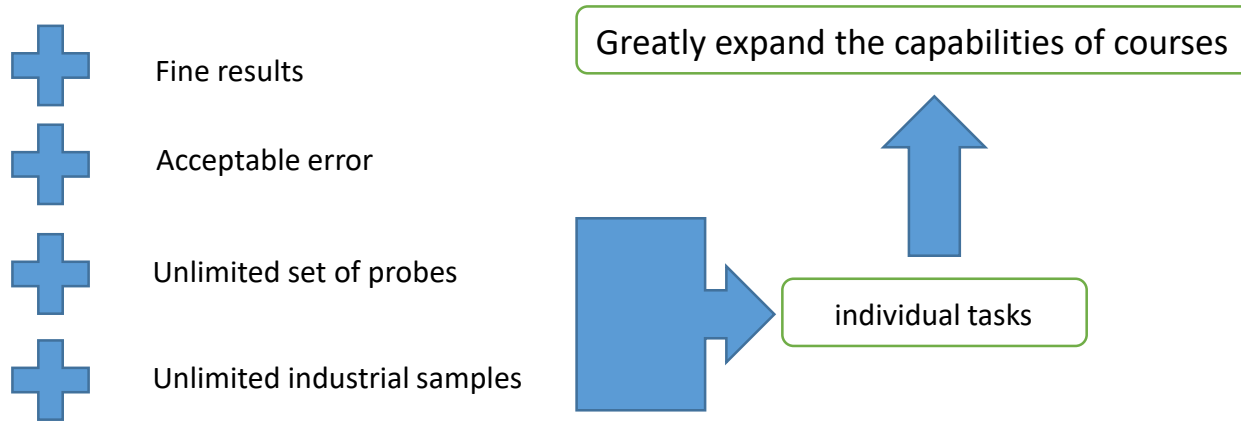 Fine results
Acceptable error
Unlimited set of probes
Unlimited industrial samples
Greatly expand the capabilities of courses
individual tasks